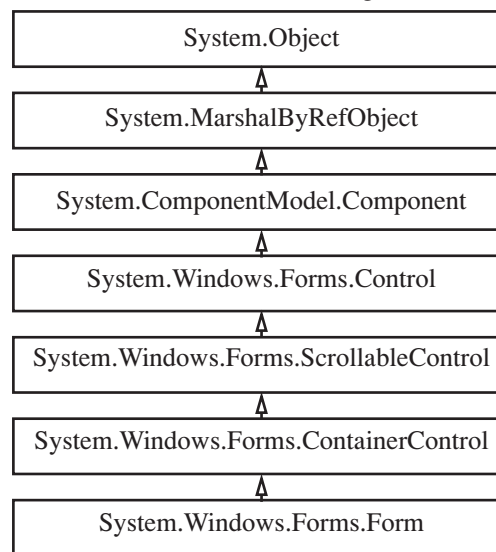 System.Object
System.MarshalByRefObject
System.ComponentModel.Component
System.Windows.Forms.Control
System.Windows.Forms.ScrollableControl
System.Windows.Forms.ContainerControl
System.Windows.Forms.Form